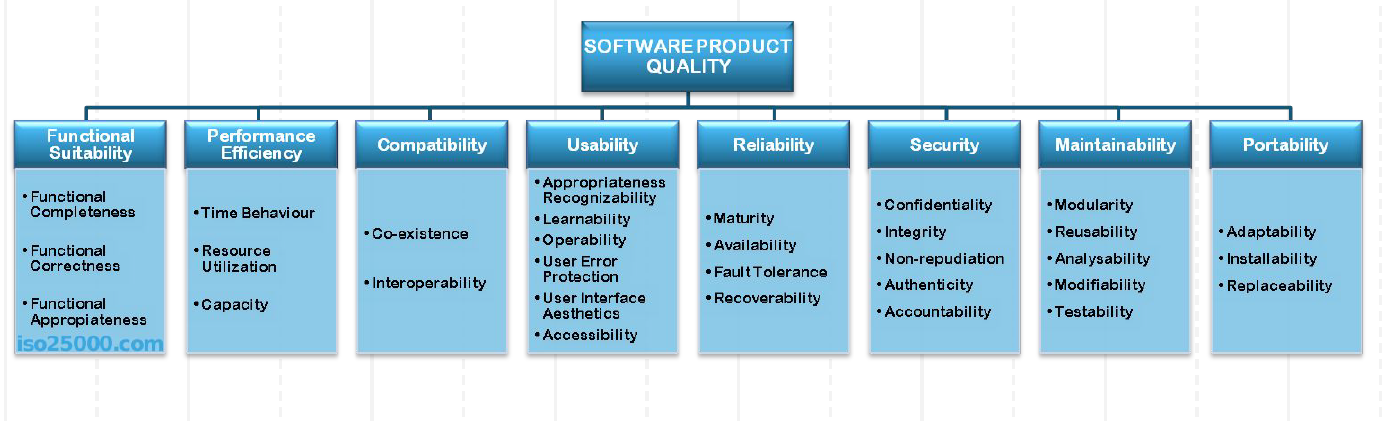 SOFTWARE PRODUCT
QUALITY
Functional
Suitability
• Functional
Completeness
• Functional
Correctness
• Functional
Appropiateness
iso25000.com
Performance
Efficiency
• Time Behaviour
• Resource
Utilization
• Capacity
Compatibility
• Co-existence
• Interoperability
Usability
• Appropriateness
Recognizability
• Learnability
• Operability
• User Error
Protection
• User Interface
Aesthetics
• Accessibility
Reliability
• Maturity
• Availability
• Fault Tolerance
• Recoverability
Security
• Confidentiality
• Integrity
• Non-repudiation
• Authenticity
• Accountability
Maintainability
• Modularity
• Reusability
• Analysability
• Modifiability
• Testability
Portability
• Adaptability
• Installability
• Replaceability